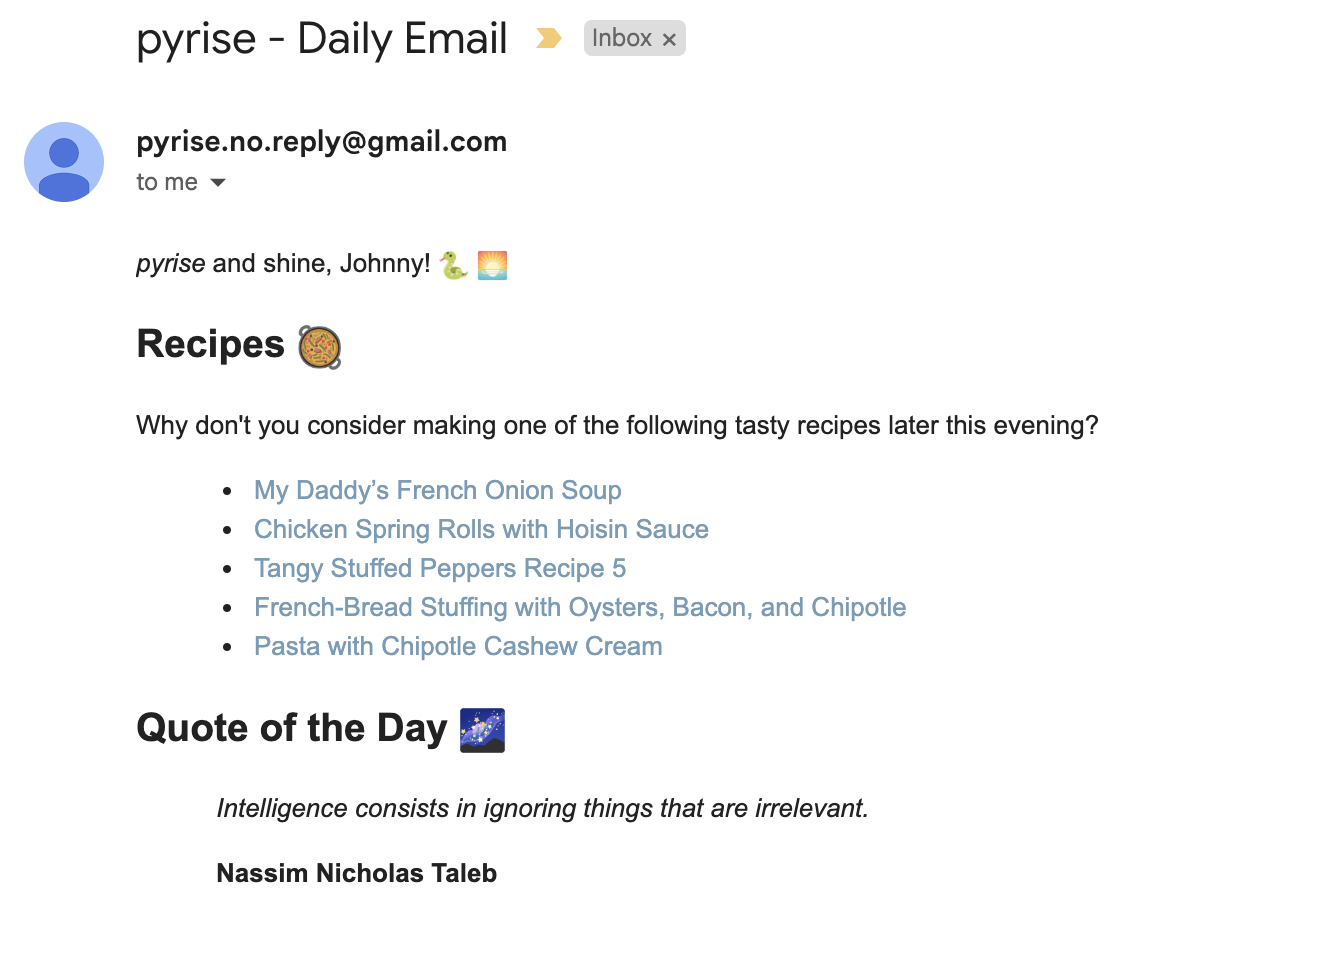 pyrise - Daily Email Inbox ×
pyrise.no.reply@gmail.com
to me
pyrise and shine, Johnny! 🐍 🌅
Recipes 🥘
Why don't you consider making one of the following tasty recipes later this evening?
• My Daddy’s French Onion Soup
• Chicken Spring Rolls with Hoisin Sauce
• Tangy Stuffed Peppers Recipe 5
• French-Bread Stuffing with Oysters, Bacon, and Chipotle
• Pasta with Chipotle Cashew Cream
Quote of the Day 🌌
Intelligence consists in ignoring things that are irrelevant.
Nassim Nicholas Taleb